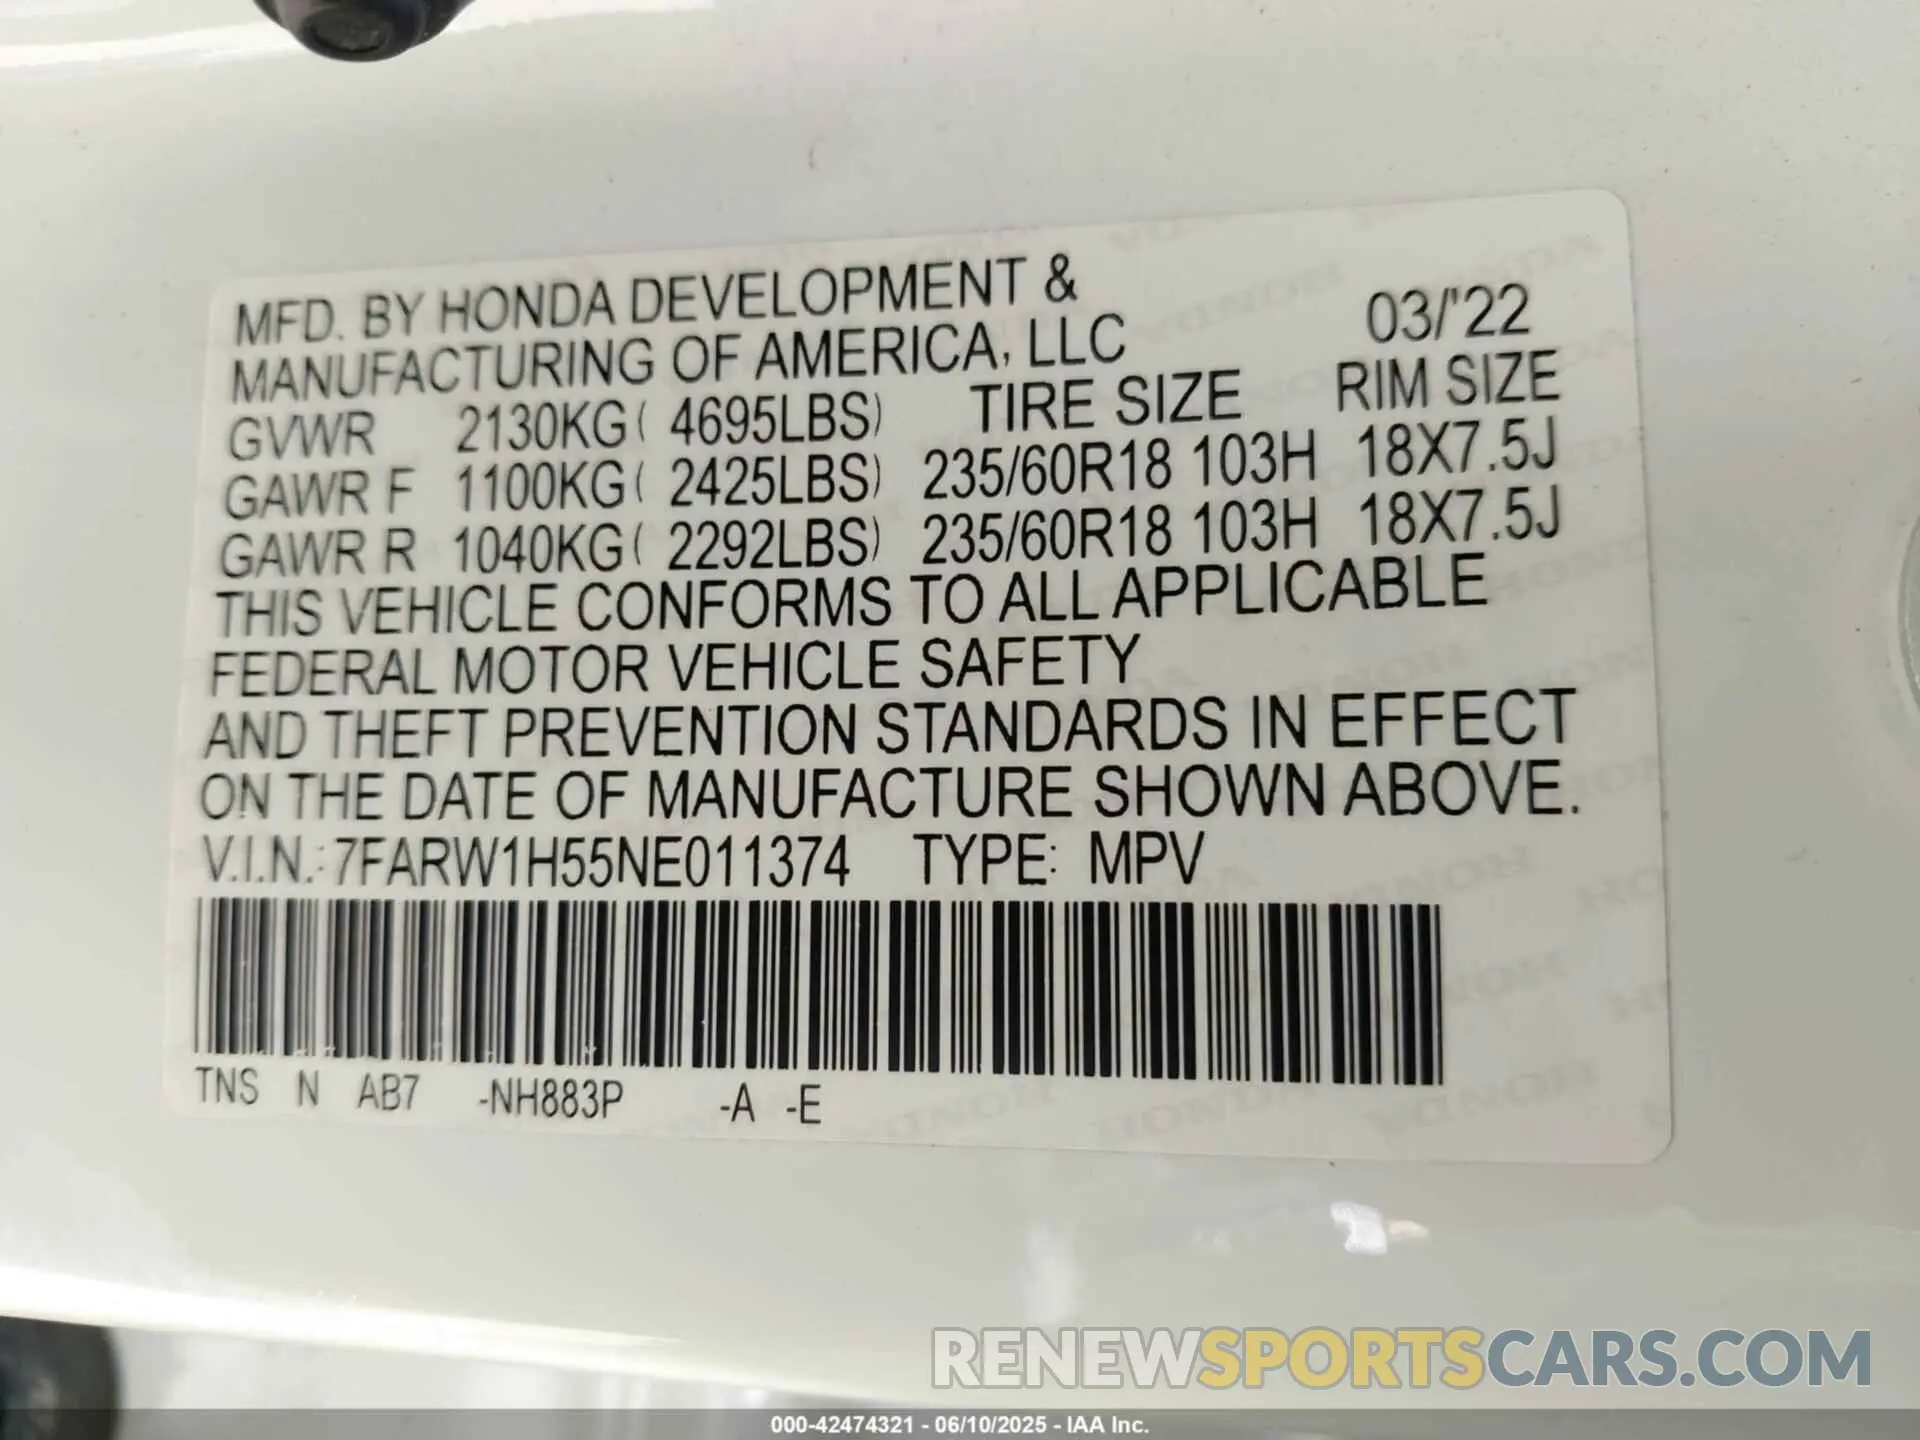 MFD. BY HONDA DEVELOPMENT &
MANUFACTURING OF AMERICA, LLC 03/'22
GVWR 2130KG( 4695LBS) TIRE SIZE RIM SIZE
GAWR F 1100KG( 2425LBS) 235/60R18 103H 18X7.5J
GAWR R 1040KG( 2292LBS) 235/60R18 103H 18X7.5J
THIS VEHICLE CONFORMS TO ALL APPLICABLE
FEDERAL MOTOR VEHICLE SAFETY
AND THEFT PREVENTION STANDARDS IN EFFECT
ON THE DATE OF MANUFACTURE SHOWN ABOVE.
V.I.N.: 7FARW1H55NE011374 TYPE: MPV
TNS N AB7 -NH883P -A -E
RENEWSPORTSCARS.COM
000-42474321 - 06/10/2025 - IAA Inc.